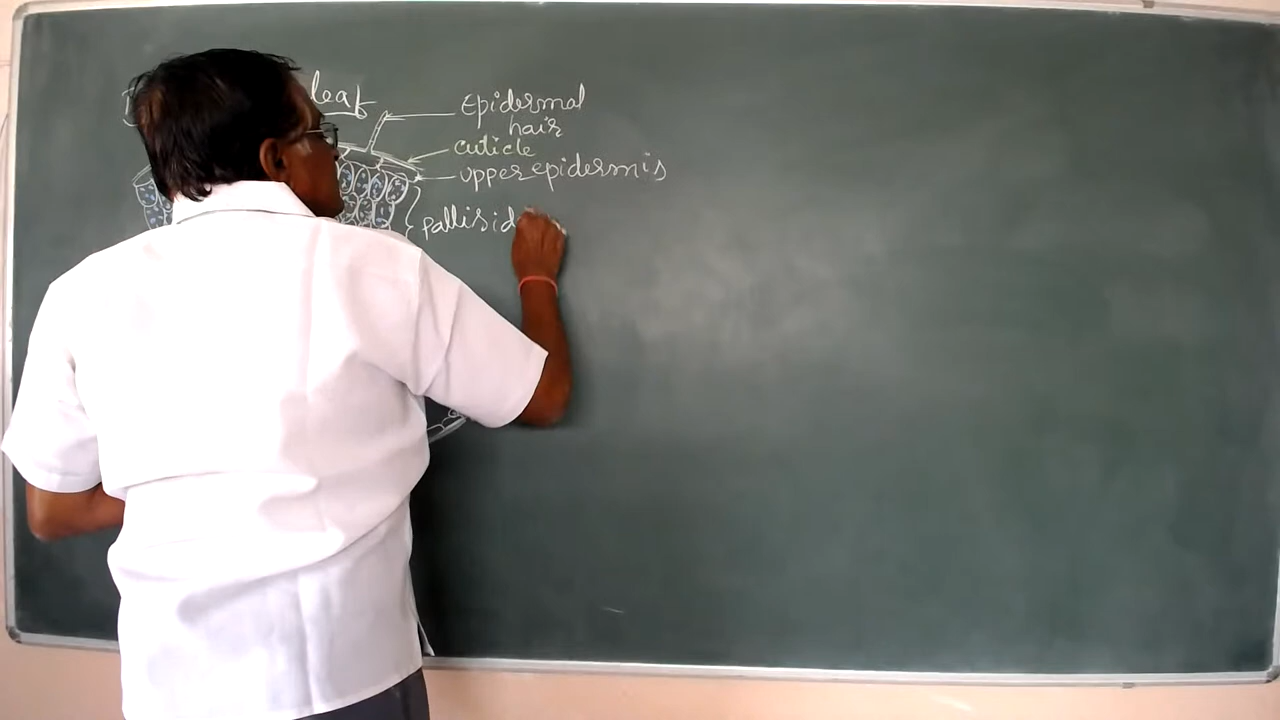 leaf
Epidermal
hair
cuticle
upper epidermis
pallisid